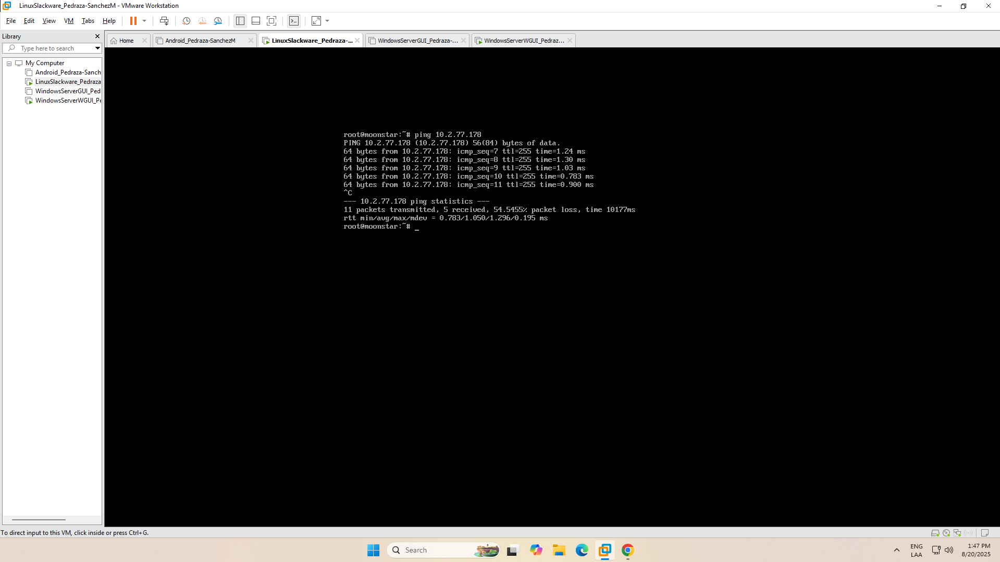 LinuxSlackware_Pedraza-SanchezM - VMware Workstation
File Edit View VM Tabs Help
Library
Home
Android_Pedraza-SanchezM
LinuxSlackware_Pedraza-...
WindowsServerGUI_Pedraza-...
WindowsServerWGUI_Pedraz...
Type here to search
My Computer
Android_Pedraza-Sanch
LinuxSlackware_Pedraza
WindowsServerGUI_Ped
WindowsServerWGUI_Pe
root@moonstar:~# ping 10.2.77.178
PING 10.2.77.178 (10.2.77.178) 56(84) bytes of data.
64 bytes from 10.2.77.178: icmp_seq=7 ttl=255 time=1.24 ms
64 bytes from 10.2.77.178: icmp_seq=8 ttl=255 time=1.30 ms
64 bytes from 10.2.77.178: icmp_seq=9 ttl=255 time=1.03 ms
64 bytes from 10.2.77.178: icmp_seq=10 ttl=255 time=0.783 ms
64 bytes from 10.2.77.178: icmp_seq=11 ttl=255 time=0.900 ms
^C
--- 10.2.77.178 ping statistics ---
11 packets transmitted, 5 received, 54.5455% packet loss, time 10177ms
rtt min/avg/max/mdev = 0.783/1.050/1.296/0.195 ms
root@moonstar:~# _
To direct input to this VM, click inside or press Ctrl+G.
Search
ENG
LAA
1:47 PM
8/20/2025